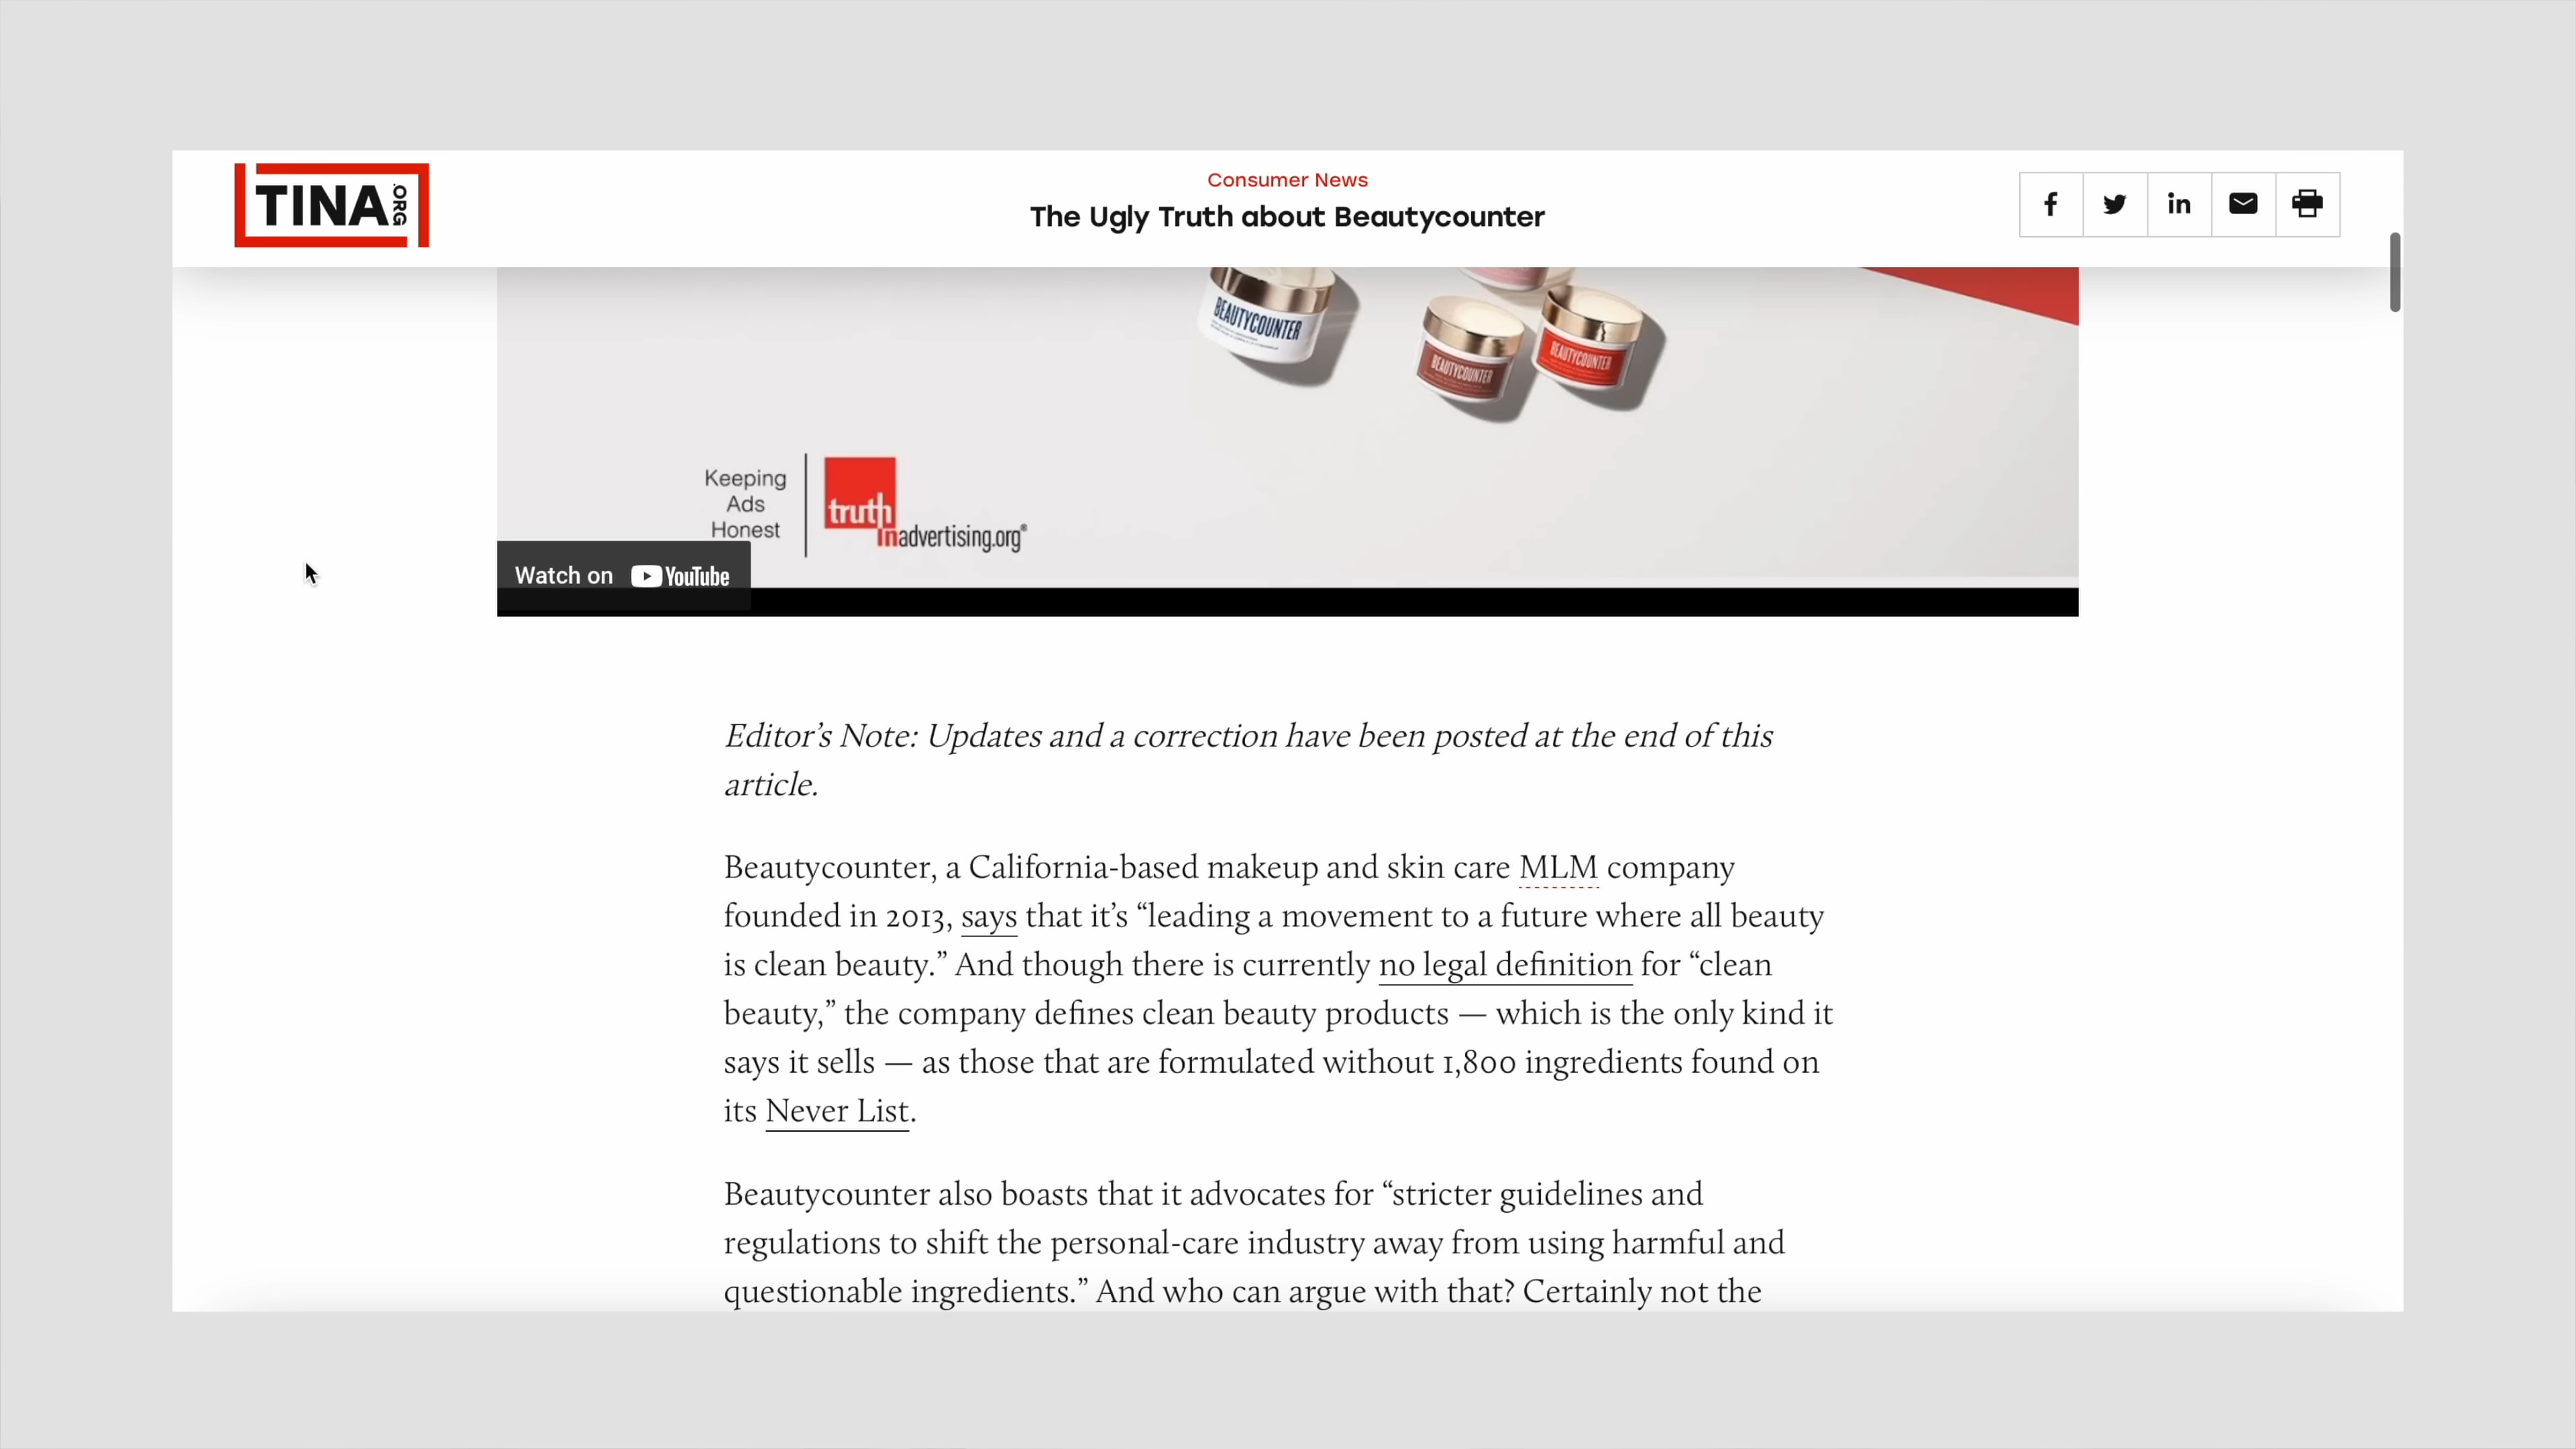 TINA.ORG
Consumer News
The Ugly Truth about Beautycounter
BEAUTYCOUNTER
BEAUTYCOUNTER
BEAUTYCOUNTER
Keeping
Ads
Honest
truth
inadvertising.org®
Watch on YouTube
Editor’s Note: Updates and a correction have been posted at the end of this
article.
Beautycounter, a California-based makeup and skin care MLM company
founded in 2013, says that it’s “leading a movement to a future where all beauty
is clean beauty.” And though there is currently no legal definition for “clean
beauty,” the company defines clean beauty products — which is the only kind it
says it sells — as those that are formulated without 1,800 ingredients found on
its Never List.
Beautycounter also boasts that it advocates for “stricter guidelines and
regulations to shift the personal-care industry away from using harmful and
questionable ingredients.” And who can argue with that? Certainly not the